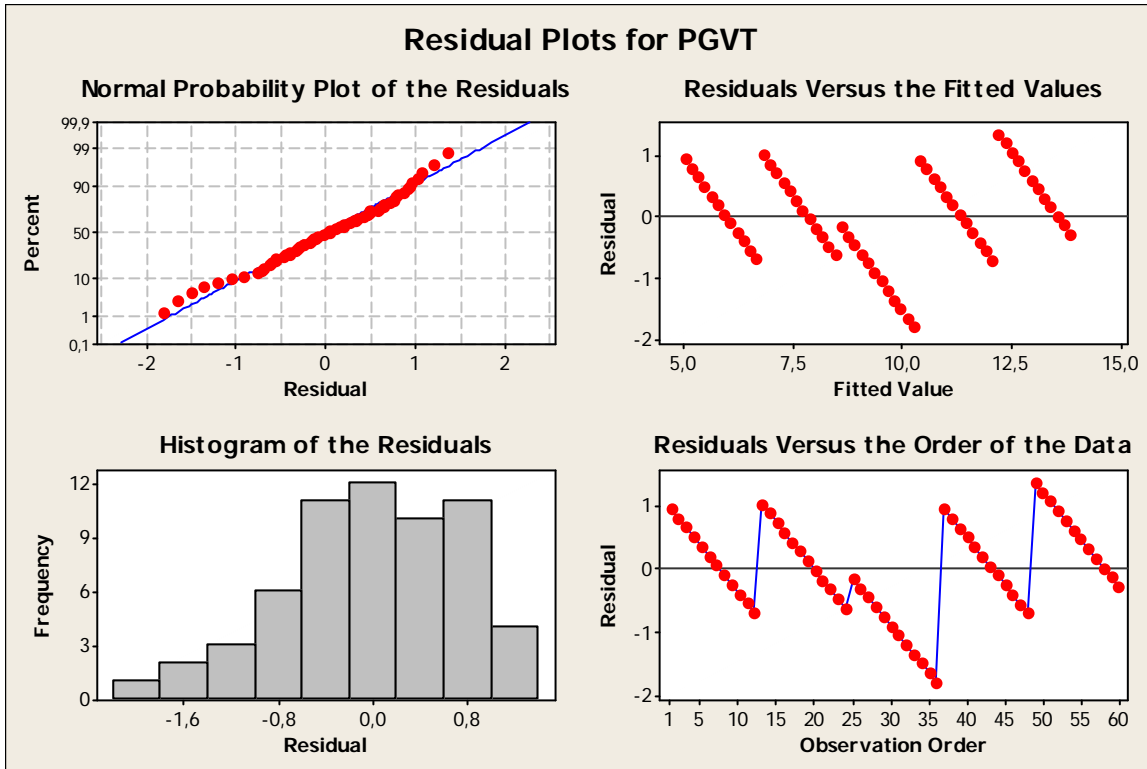 Residual Plots for PGVT
Normal Probability Plot of the Residuals
99,9
99
90
50
10
1
0,1
Percent
-2 -1 0 1 2
Residual
Residuals Versus the Fitted Values
1
0
-1
-2
Residual
5,0 7,5 10,0 12,5 15,0
Fitted Value
Histogram of the Residuals
12
9
6
3
0
Frequency
-1,6 -0,8 0,0 0,8
Residual
Residuals Versus the Order of the Data
1
0
-1
-2
Residual
1 5 10 15 20 25 30 35 40 45 50 55 60
Observation Order